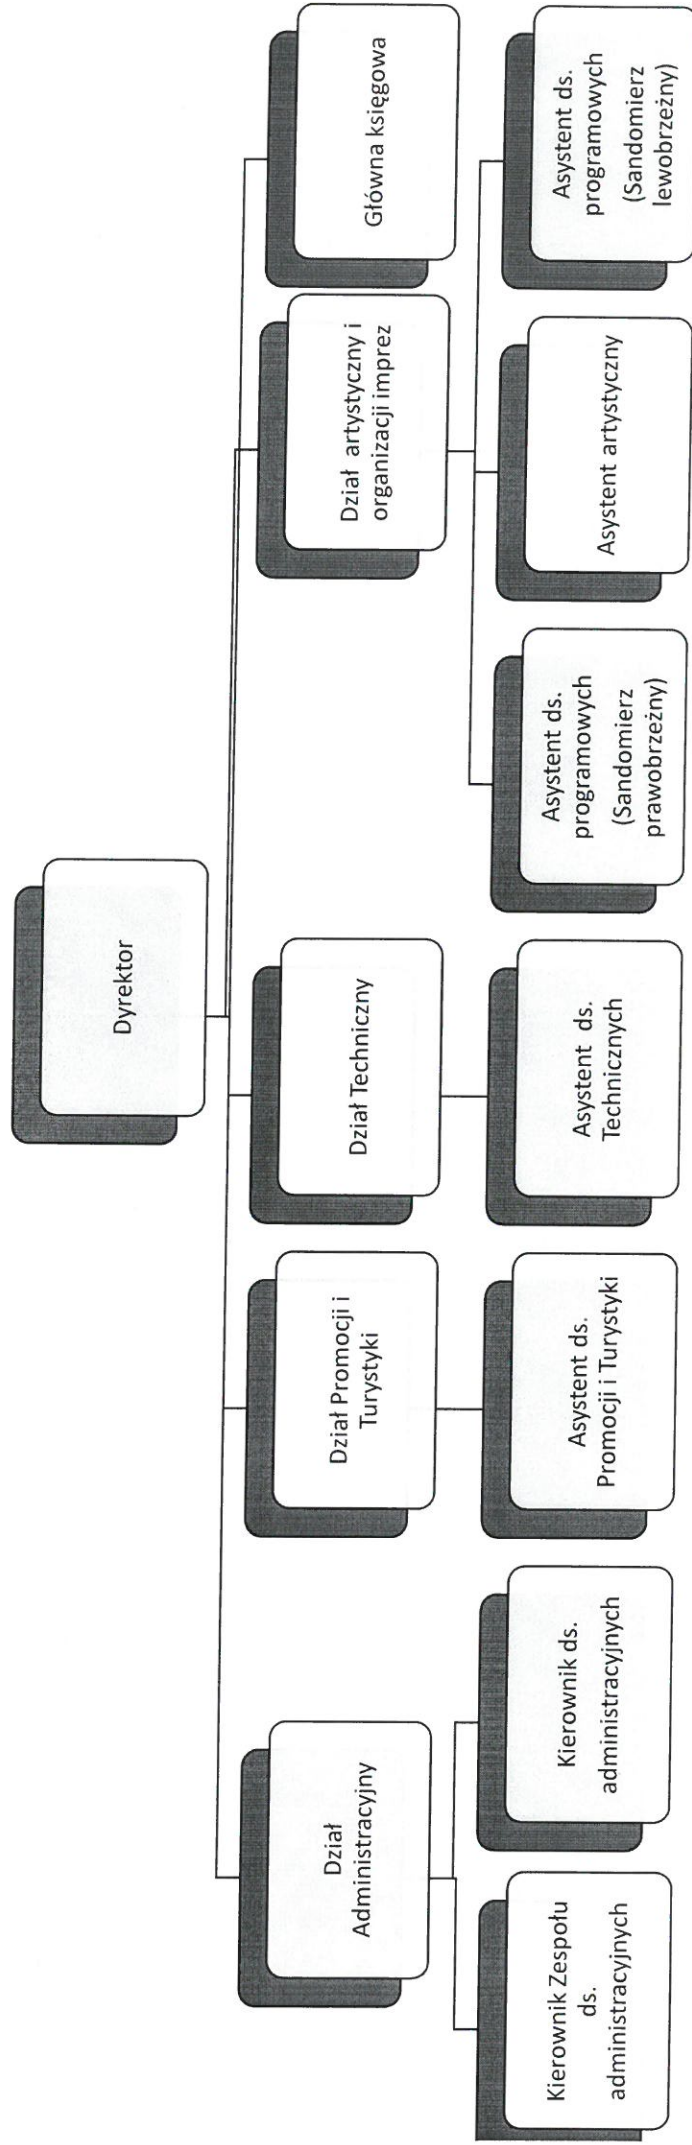 Dyrektor
Dział
Administracyjny
Dział Promocji i
Turystyki
Dział Techniczny
Dział artystyczny i
organizacji imprez
Główna księgowa
Kierownik Zespołu
ds.
administracyjnych
Kierownik ds.
administracyjnych
Asystent ds.
Promocji i Turystyki
Asystent ds.
Technicznych
Asystent ds.
programowych
(Sandomierz
prawobrzeżny)
Asystent artystyczny
Asystent ds.
programowych
(Sandomierz
lewobrzeżny)